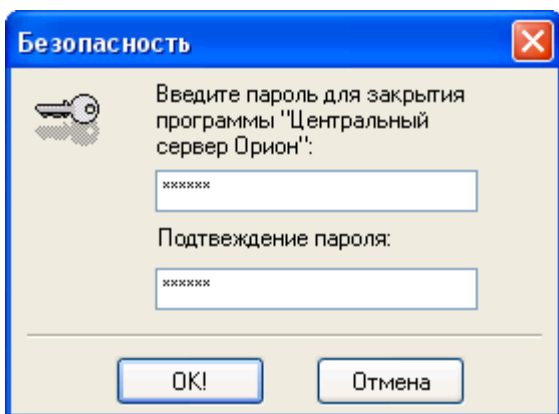 Безопасность
Введите пароль для закрытия
программы "Центральный
сервер Орион":
××××××
Подтвеждение пароля:
××××××
OK!
Отмена